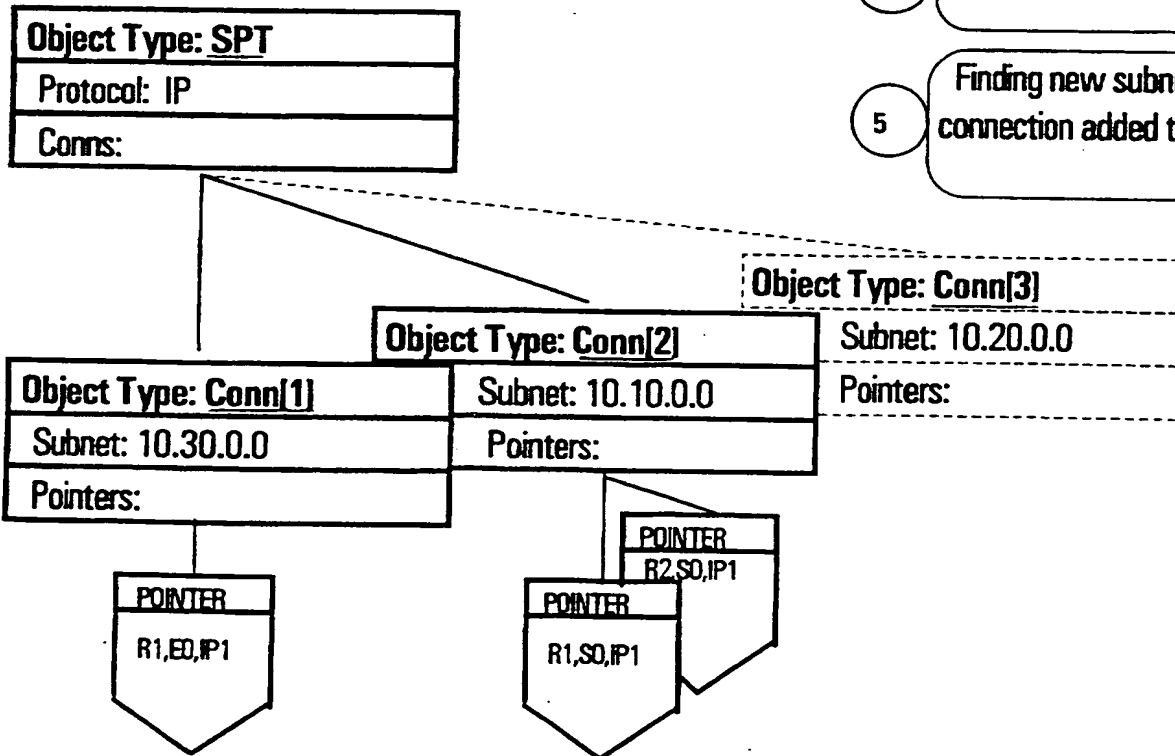 Object Type: SPT
Protocol: IP
Conns:
5
Finding new subn
connection added t
Object Type: Conn[3]
Subnet: 10.20.0.0
Pointers:
Object Type: Conn[2]
Subnet: 10.10.0.0
Pointers:
Object Type: Conn[1]
Subnet: 10.30.0.0
Pointers:
POINTER
R1,E0,IP1
POINTER
R1,S0,IP1
POINTER
R2,S0,IP1